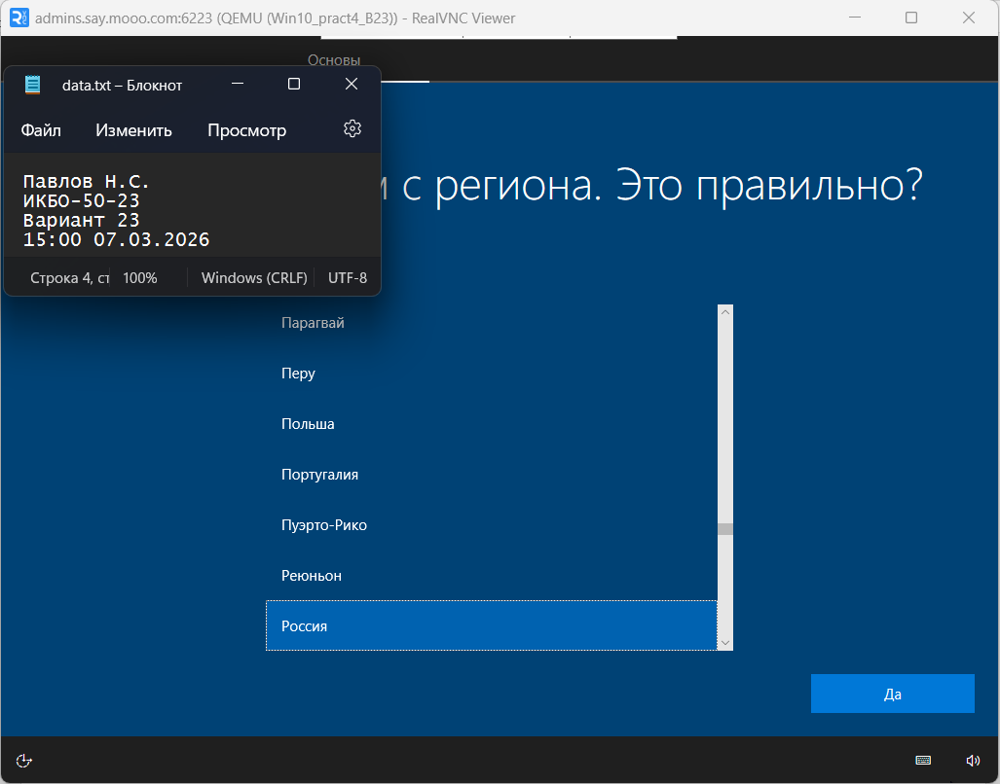 admins.say.mooo.com:6223 (QEMU (Win10_pract4_B23)) - RealVNC Viewer
Основы
data.txt – Блокнот
Файл Изменить Просмотр
с региона. Это правильно?
Павлов Н.С.
ИКБО-50-23
Вариант 23
15:00 07.03.2026
Строка 4, ст 100% Windows (CRLF) UTF-8
Парагвай
Перу
Польша
Португалия
Пуэрто-Рико
Реюньон
Россия
Да